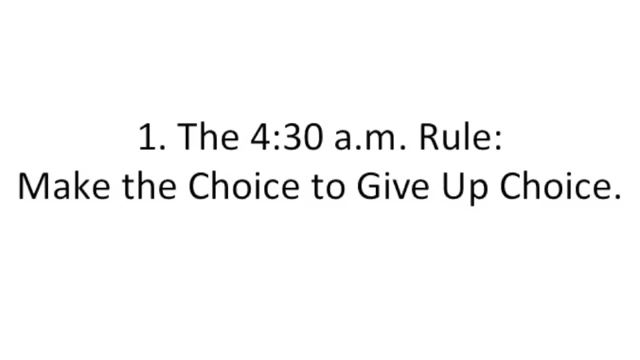 1. The 4:30 a.m. Rule:
Make the Choice to Give Up Choice.